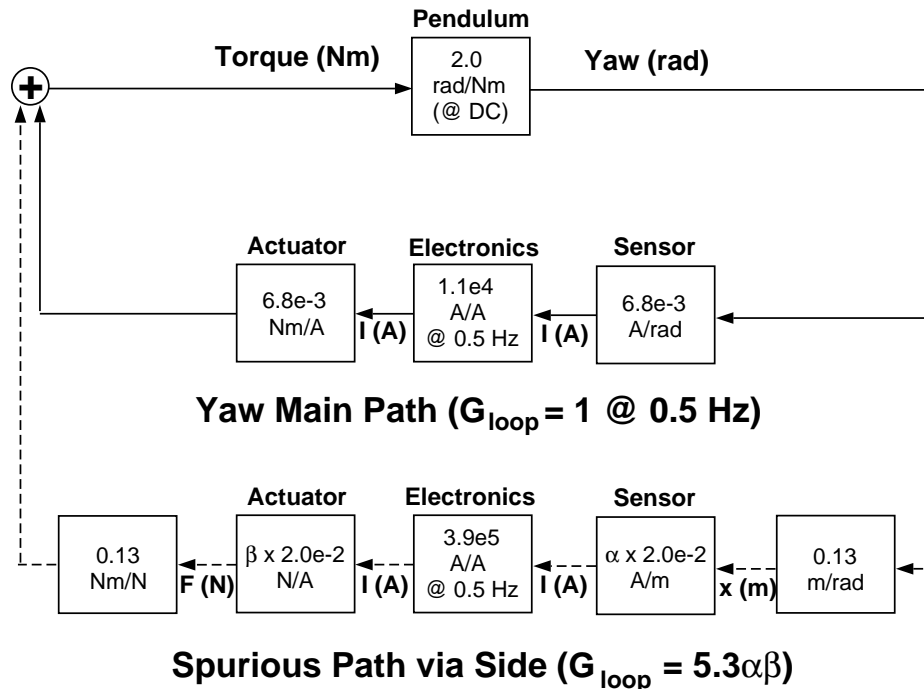 Pendulum
Torque (Nm)
2.0
rad/Nm
(@ DC)
Yaw (rad)
+
Actuator
Electronics
Sensor
6.8e-3
Nm/A
I (A)
1.1e4
A/A
@ 0.5 Hz
I (A)
6.8e-3
A/rad
Yaw Main Path (G_loop = 1 @ 0.5 Hz)
Actuator
Electronics
Sensor
0.13
Nm/N
F (N)
β x 2.0e-2
N/A
I (A)
3.9e5
A/A
@ 0.5 Hz
I (A)
α x 2.0e-2
A/m
x (m)
0.13
m/rad
Spurious Path via Side (G_loop = 5.3αβ)